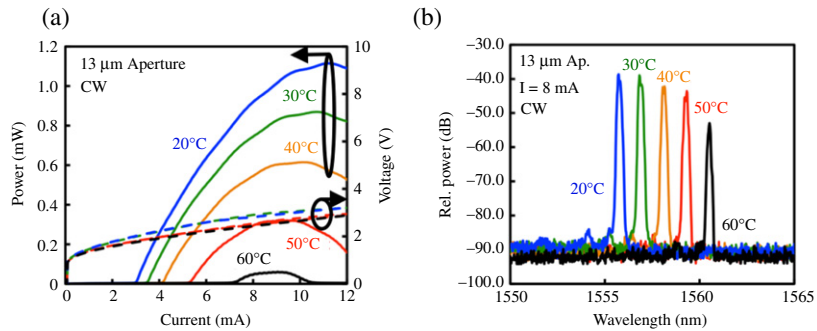 (a)
1.2
1.0
0.8
0.6
0.4
0.2
0
Power (mW)
13 μm Aperture
CW
20°C
30°C
40°C
50°C
60°C
10
8
6
4
2
0
Voltage (V)
0
2
4
6
8
10
12
Current (mA)
(b)
−30.0
−40.0
−50.0
−60.0
−70.0
−80.0
−90.0
−100.0
Rel. power (dB)
13 μm Ap.
I = 8 mA
CW
30°C
40°C
50°C
20°C
60°C
1550
1555
1560
1565
Wavelength (nm)